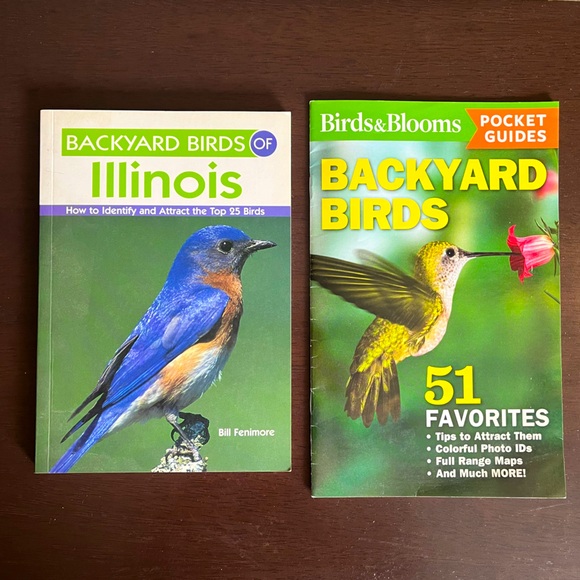 BACKYARD BIRDS OF
Illinois
How to Identify and Attract the Top 25 Birds
Bill Fenimore
Birds&Blooms
POCKET
GUIDES
BACKYARD
BIRDS
51
FAVORITES
• Tips to Attract Them
• Colorful Photo IDs
• Full Range Maps
• And Much MORE!